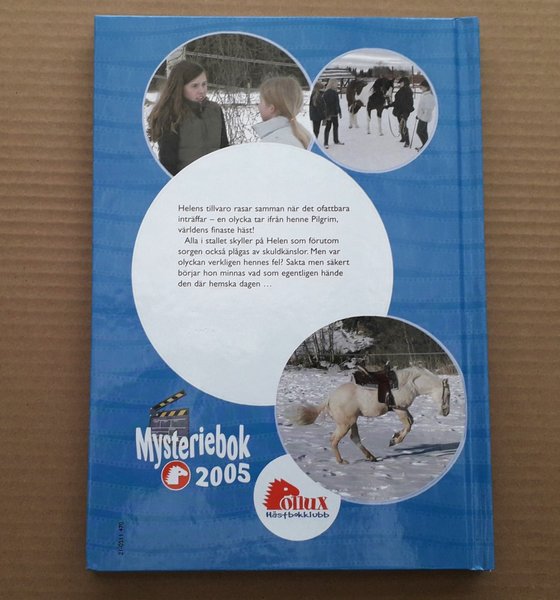 Helens tillvaro rasar samman när det ofattbara
inträffar – en olycka tar ifrån henne Pilgrim,
världens finaste häst!
Alla i stallet skyller på Helen som förutom
sorgen också plågas av skuldkänslor. Men var
olyckan verkligen hennes fel? Sakta men säkert
börjar hon minnas vad som egentligen hände
den där hemska dagen …
Mysteriebok
2005
Pollux
Hästbokklubb